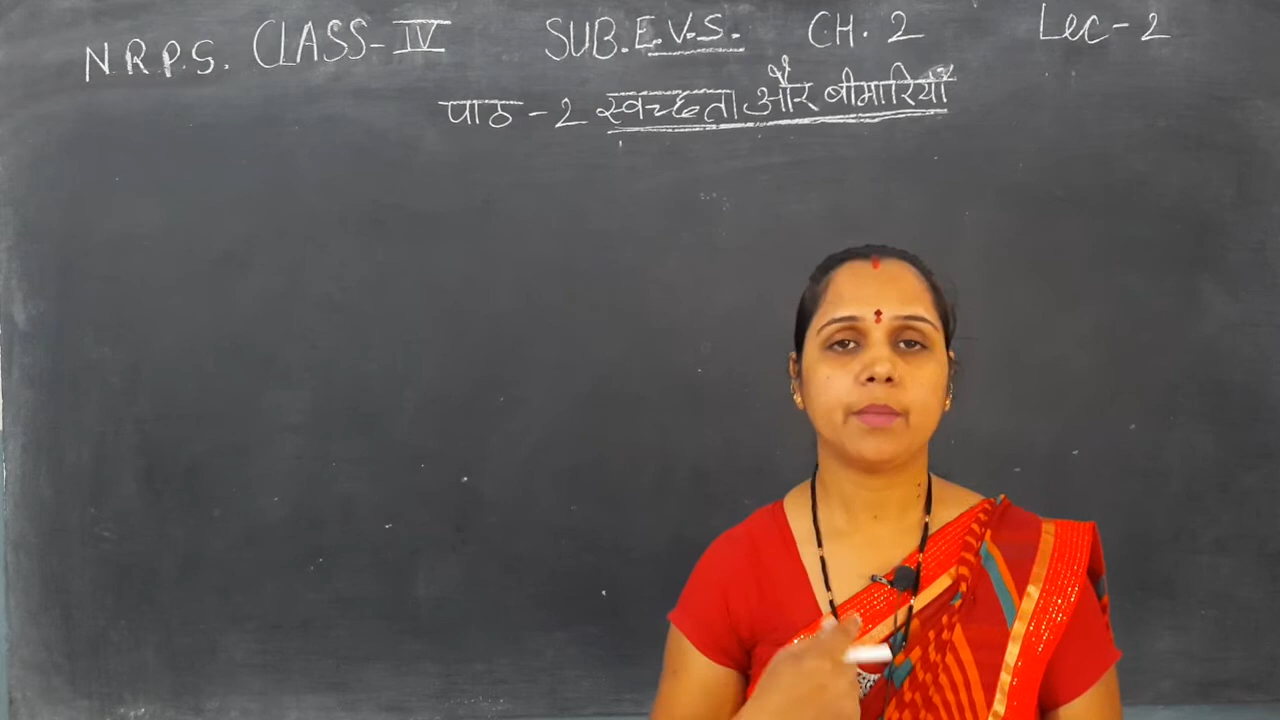 N.R.P.S. CLASS-IV SUB.E.V.S. CH. 2 Lec-2
पाठ-2 स्वच्छता और बीमारियाँ